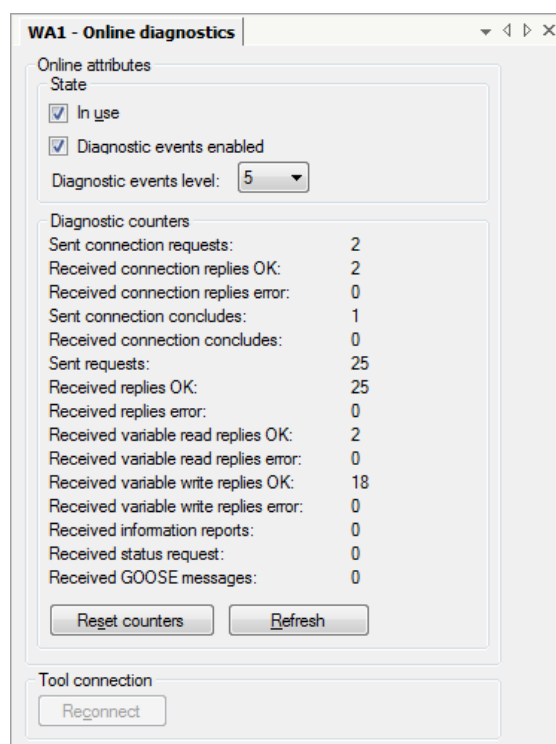 WA1 - Online diagnostics
Online attributes
State
In use
Diagnostic events enabled
Diagnostic events level: 5
Diagnostic counters
Sent connection requests: 2
Received connection replies OK: 2
Received connection replies error: 0
Sent connection concludes: 1
Received connection concludes: 0
Sent requests: 25
Received replies OK: 25
Received replies error: 0
Received variable read replies OK: 2
Received variable read replies error: 0
Received variable write replies OK: 18
Received variable write replies error: 0
Received information reports: 0
Received status request: 0
Received GOOSE messages: 0
Reset counters Refresh
Tool connection
Reconnect